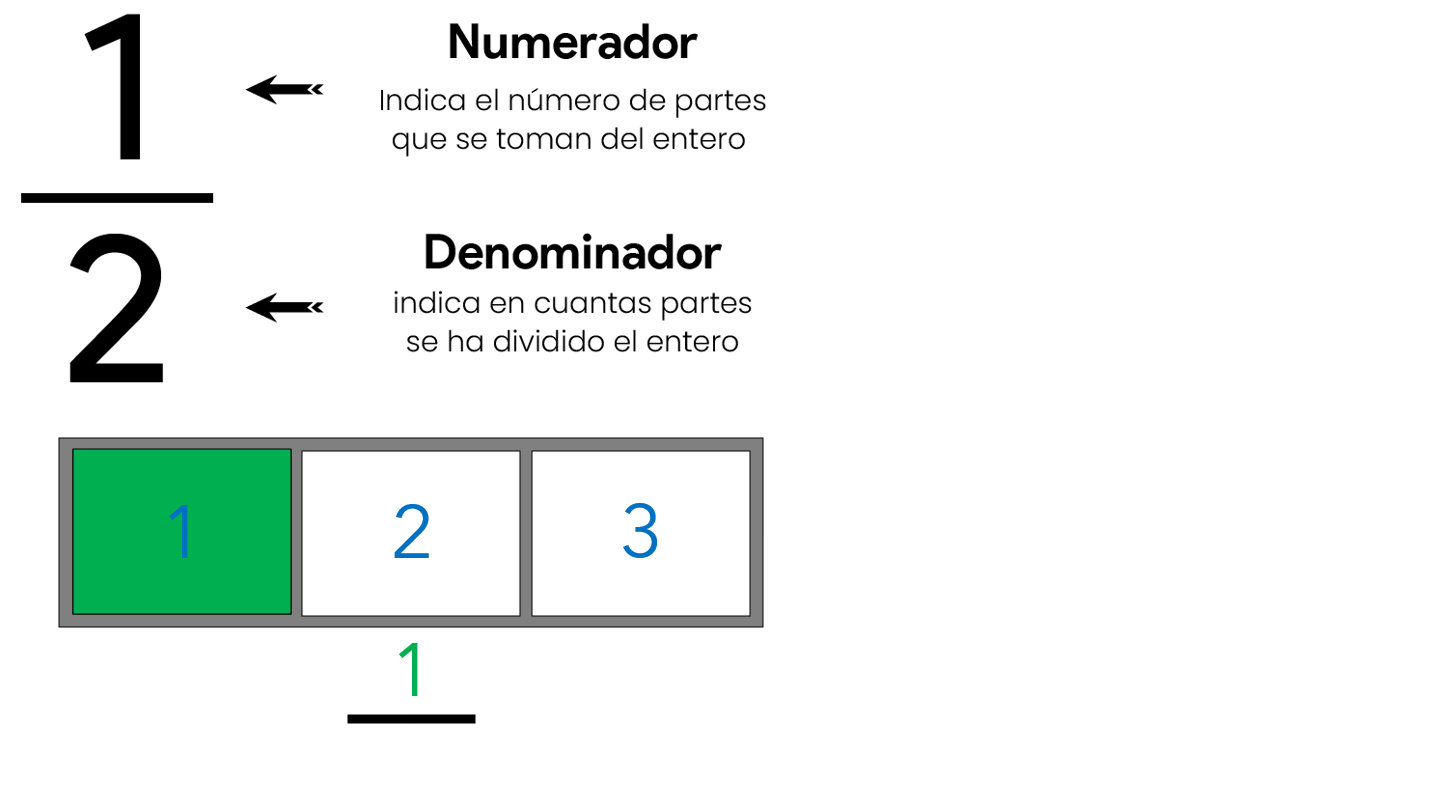 1
Numerador
Indica el número de partes
que se toman del entero
2
Denominador
indica en cuantas partes
se ha dividido el entero
1 2 3
1